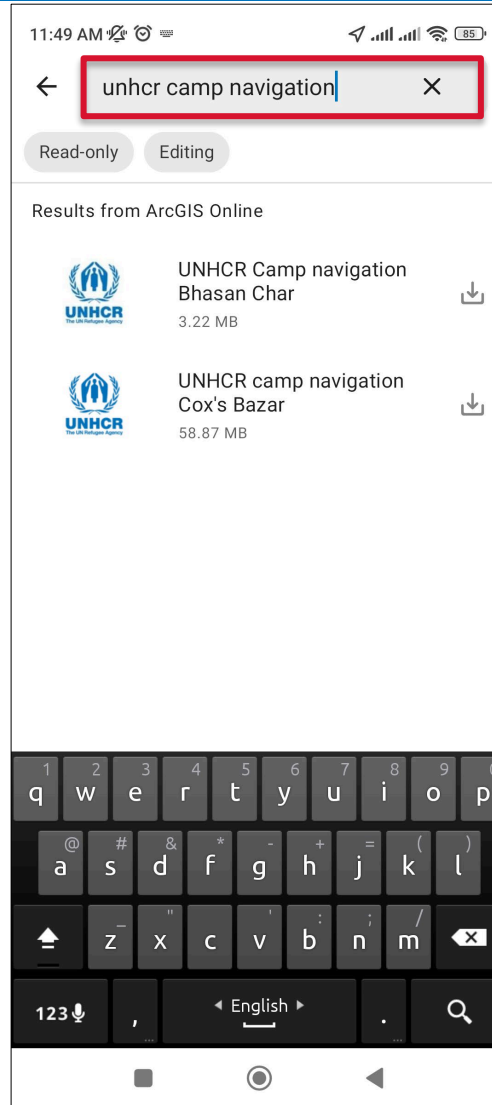 11:49 AM 85
unhcr camp navigation
Read-only Editing
Results from ArcGIS Online
UNHCR
The UN Refugee Agency
UNHCR Camp navigation
Bhasan Char
3.22 MB
UNHCR
The UN Refugee Agency
UNHCR camp navigation
Cox's Bazar
58.87 MB
1 2 3 4 5 6 7 8 9
q w e r t y u i o p
@ # & * - + = ( )
a s d f g h j k l
_ " ' : ; /
z x c v b n m
123 , English .